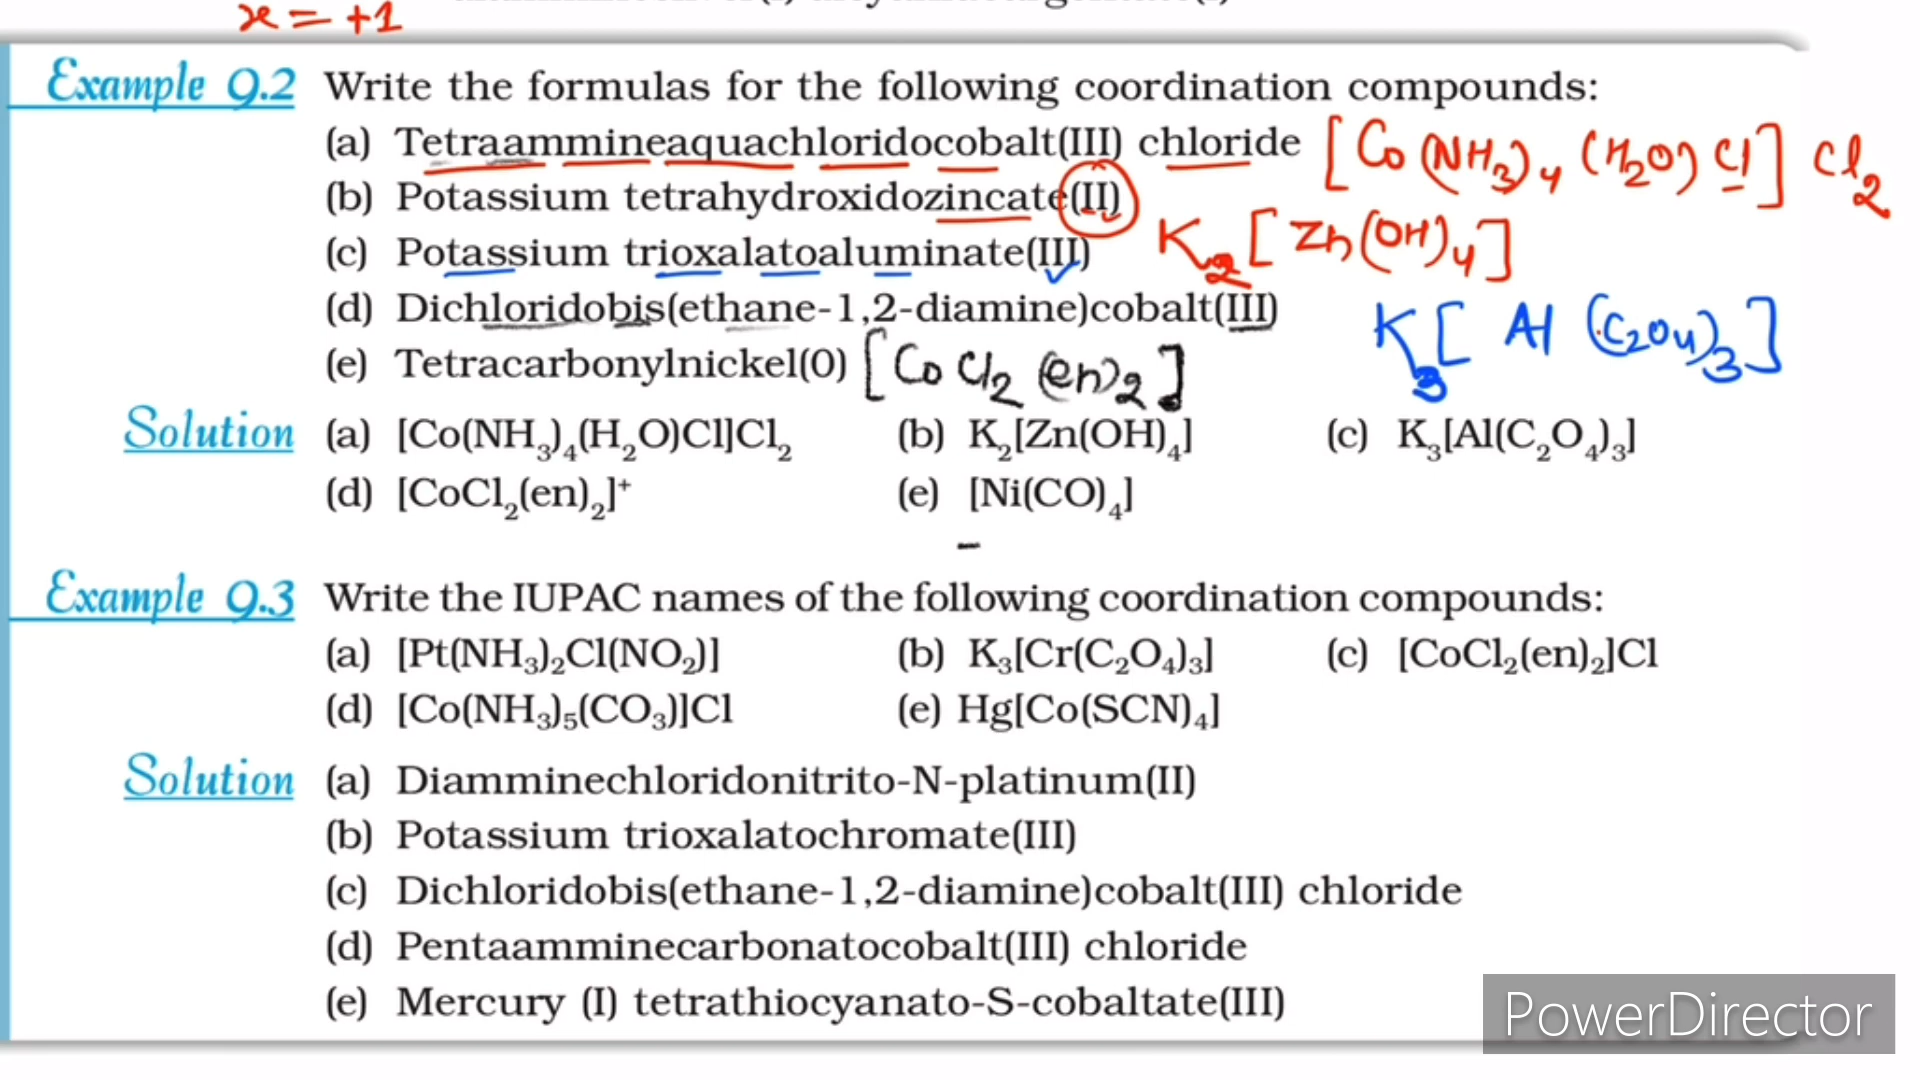 x = +1
Example 9.2 Write the formulas for the following coordination compounds:
(a) Tetraammineaquachloridocobalt(III) chloride [Co(NH₃)₄(H₂O)Cl]Cl₂
(b) Potassium tetrahydroxidozincate(II) K₂[Zn(OH)₄]
(c) Potassium trioxalatoaluminate(III)
(d) Dichloridobis(ethane-1,2-diamine)cobalt(III) K₃[Al(C₂O₄)₃]
(e) Tetracarbonylnickel(0) [CoCl₂(en)₂]
Solution (a) [Co(NH₃)₄(H₂O)Cl]Cl₂ (b) K₂[Zn(OH)₄] (c) K₃[Al(C₂O₄)₃]
(d) [CoCl₂(en)₂]⁺ (e) [Ni(CO)₄]
Example 9.3 Write the IUPAC names of the following coordination compounds:
(a) [Pt(NH₃)₂Cl(NO₂)] (b) K₃[Cr(C₂O₄)₃] (c) [CoCl₂(en)₂]Cl
(d) [Co(NH₃)₅(CO₃)]Cl (e) Hg[Co(SCN)₄]
Solution (a) Diamminechloridonitrito-N-platinum(II)
(b) Potassium trioxalatochromate(III)
(c) Dichloridobis(ethane-1,2-diamine)cobalt(III) chloride
(d) Pentaamminecarbonatocobalt(III) chloride
(e) Mercury (I) tetrathiocyanato-S-cobaltate(III)
PowerDirector